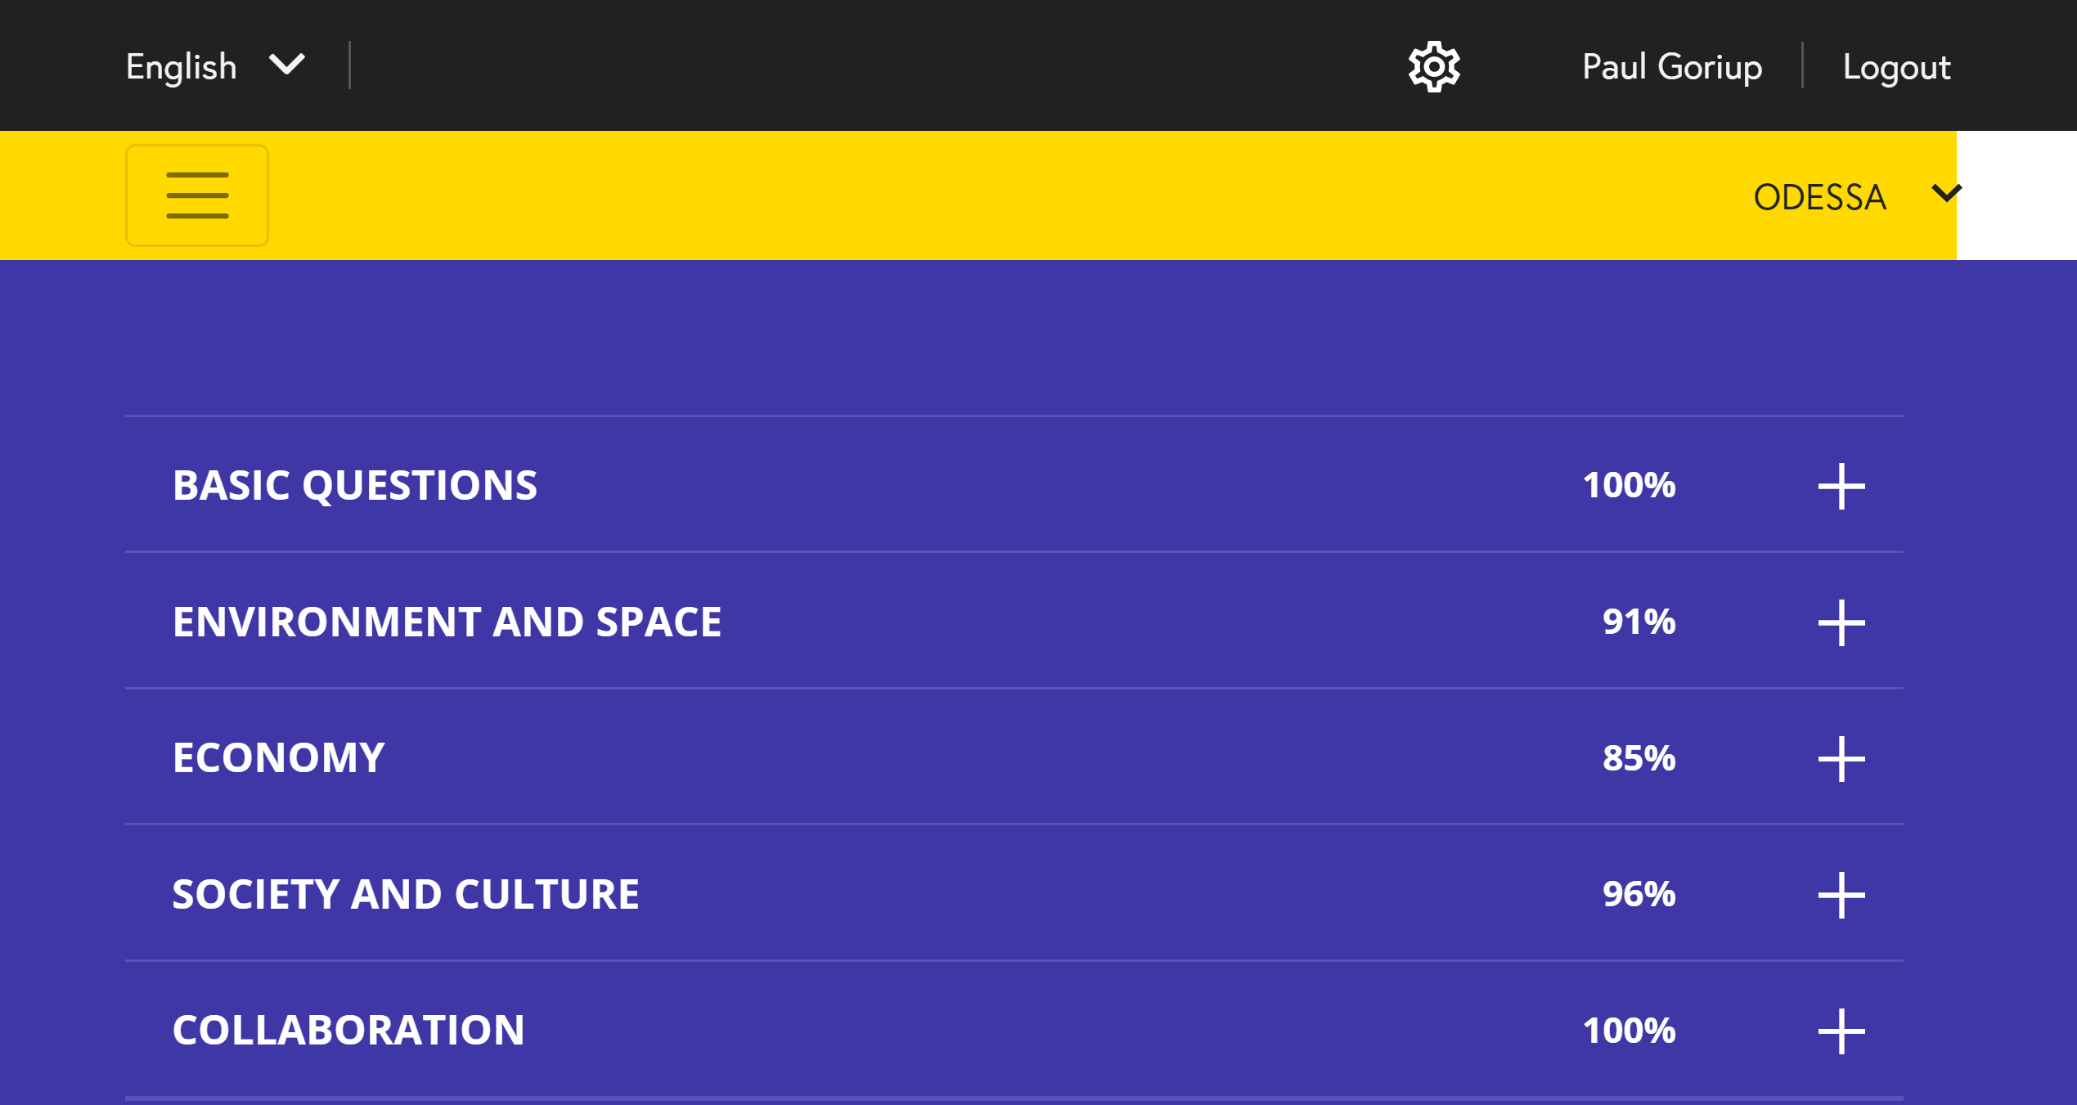 English
Paul Goriup
Logout
ODESSA
BASIC QUESTIONS 100%
ENVIRONMENT AND SPACE 91%
ECONOMY 85%
SOCIETY AND CULTURE 96%
COLLABORATION 100%